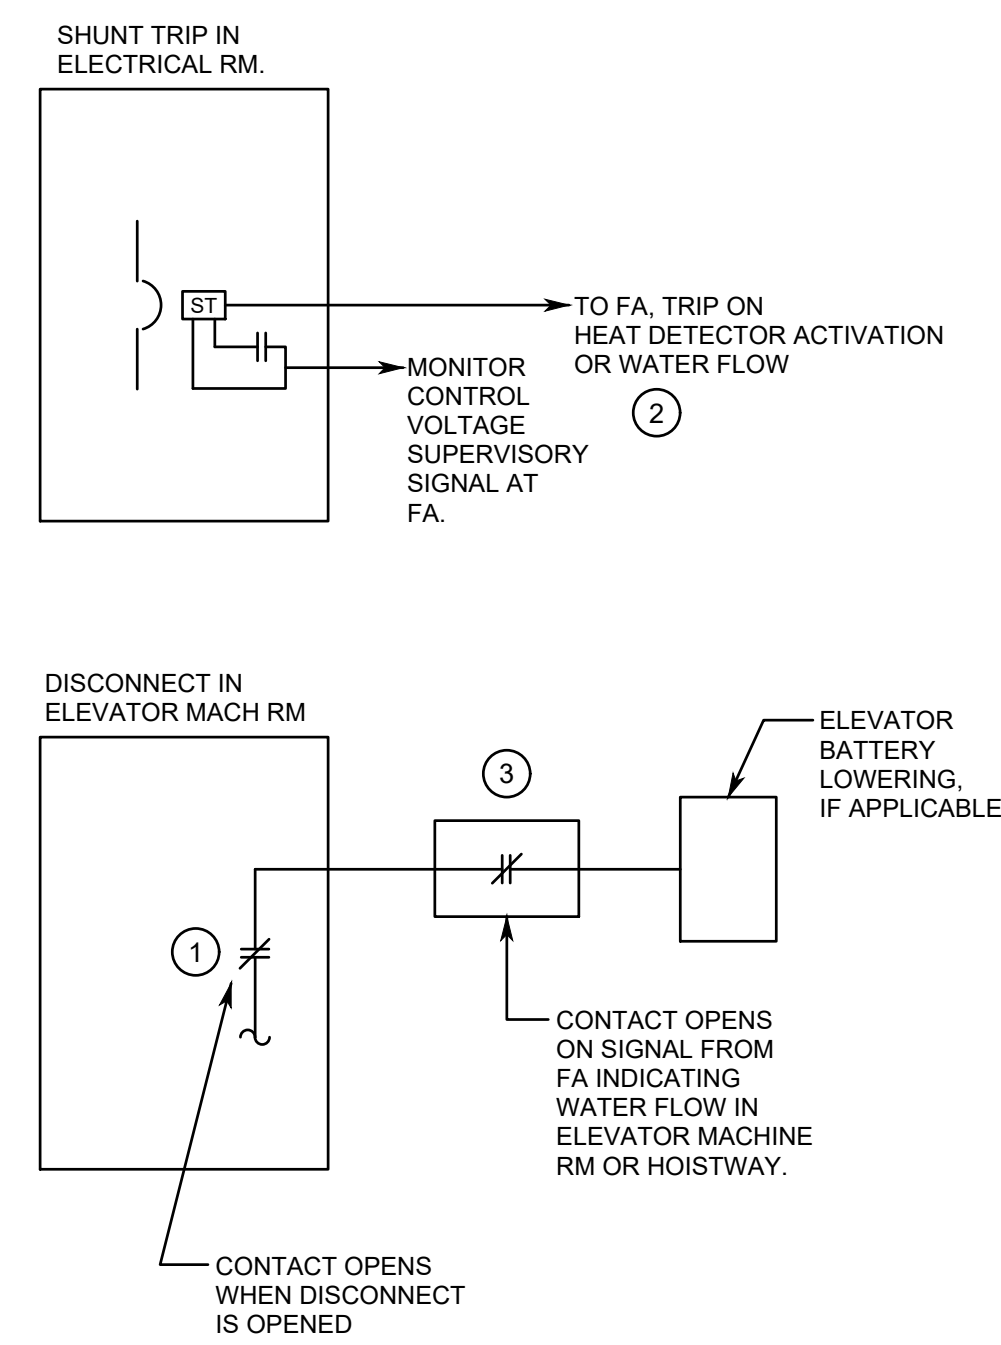 SHUNT TRIP IN
ELECTRICAL RM.
ST
TO FA, TRIP ON
HEAT DETECTOR ACTIVATION
OR WATER FLOW
2
MONITOR
CONTROL
VOLTAGE
SUPERVISORY
SIGNAL AT
FA.
DISCONNECT IN
ELEVATOR MACH RM
ELEVATOR
BATTERY
LOWERING,
IF APPLICABLE
3
1
CONTACT OPENS
ON SIGNAL FROM
FA INDICATING
WATER FLOW IN
ELEVATOR MACHINE
RM OR HOISTWAY.
CONTACT OPENS
WHEN DISCONNECT
IS OPENED